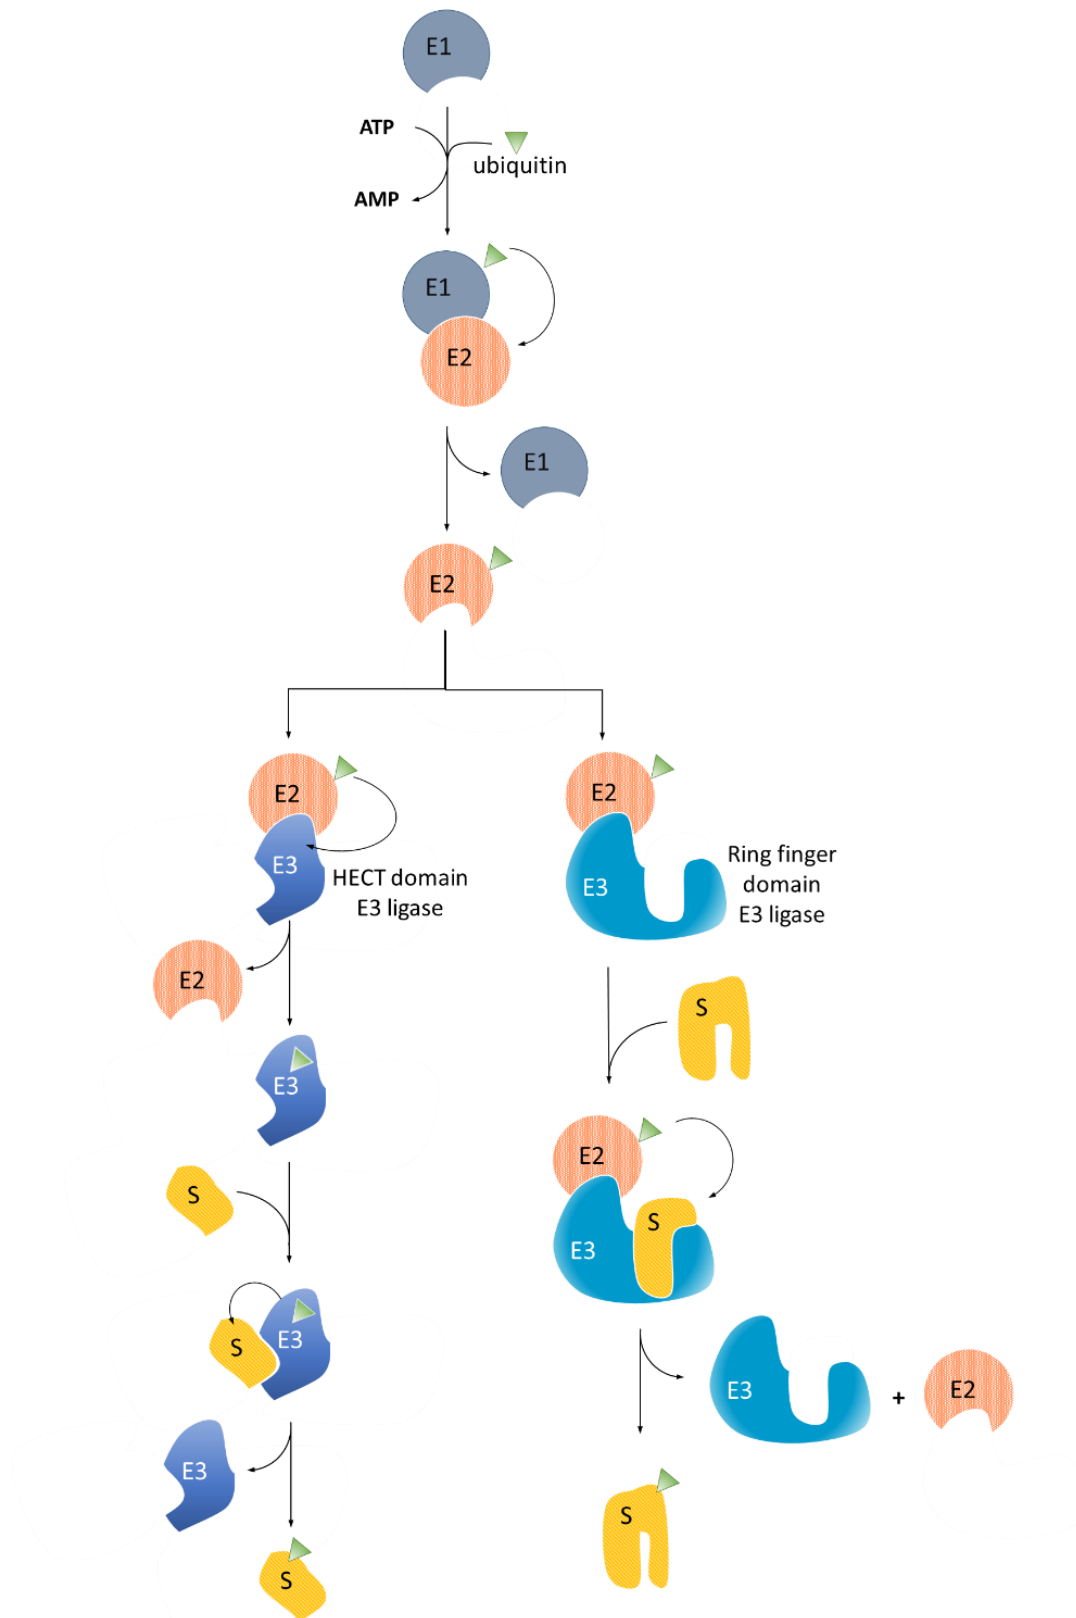 E1
ATP
ubiquitin
AMP
E1
E2
E1
E2
E2
E3
HECT domain
E3 ligase
E2
E3
Ring finger
domain
E3 ligase
E2
E3
S
S
E3
S
E3
S
E2
E3
S
E3
+
E2
S